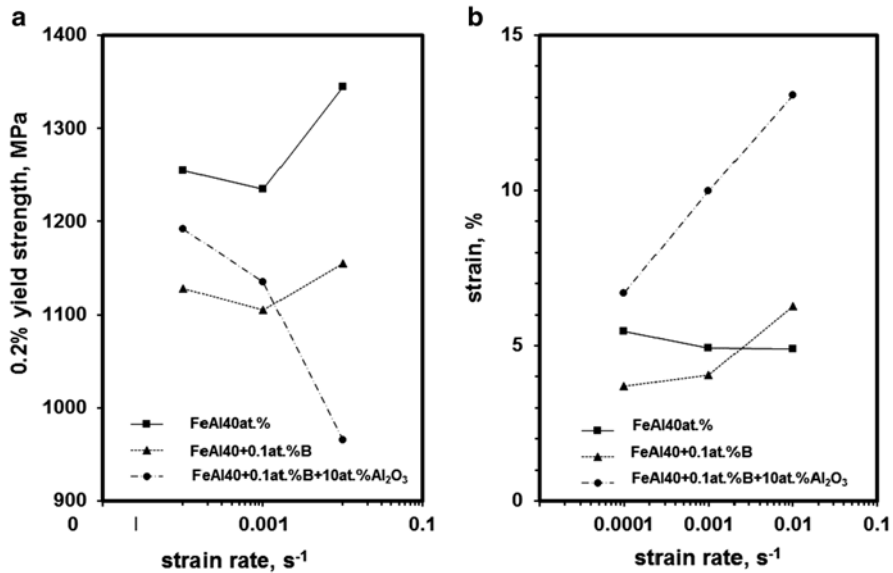 a
1400
1300
1200
1100
1000
900
0.2% yield strength, MPa
FeAl40at.%
FeAl40+0.1at.%B
FeAl40+0.1at.%B+10at.%Al₂O₃
0
0.001
0.1
strain rate, s⁻¹
b
15
10
5
0
strain, %
FeAl40at.%
FeAl40+0.1at.%B
FeAl40+0.1at.%B+10at.%Al₂O₃
0.0001
0.001
0.01
0.1
strain rate, s⁻¹